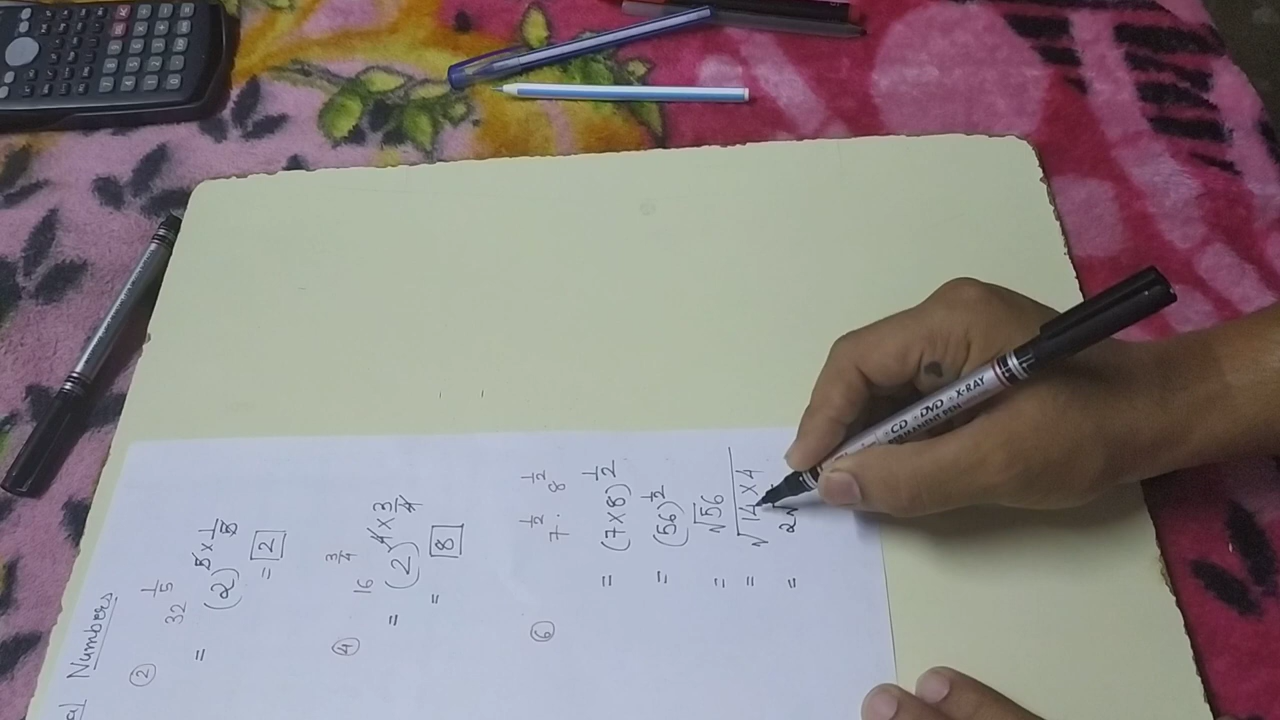 Numbers
② 32^(1/5)
= (2)^(5×1/5)
= 2
④ 16^(3/4)
= (2)^(4×3/4)
= 8
⑥ 7^(1/2) · 8^(1/2)
= (7×8)^(1/2)
= (56)^(1/2)
= √56
= √14×4
= 2√
CD · DVD · X-RAY
PERMANENT PEN